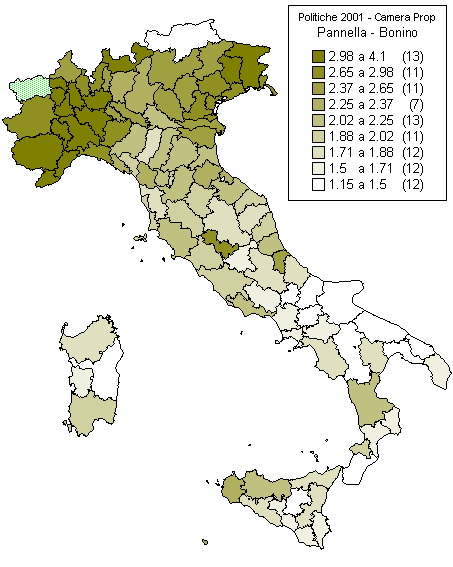 Politiche 2001 - Camera Prop
Pannella - Bonino
2.98 a 4.1 (13)
2.65 a 2.98 (11)
2.37 a 2.65 (11)
2.25 a 2.37 (7)
2.02 a 2.25 (13)
1.88 a 2.02 (11)
1.71 a 1.88 (12)
1.5 a 1.71 (12)
1.15 a 1.5 (12)